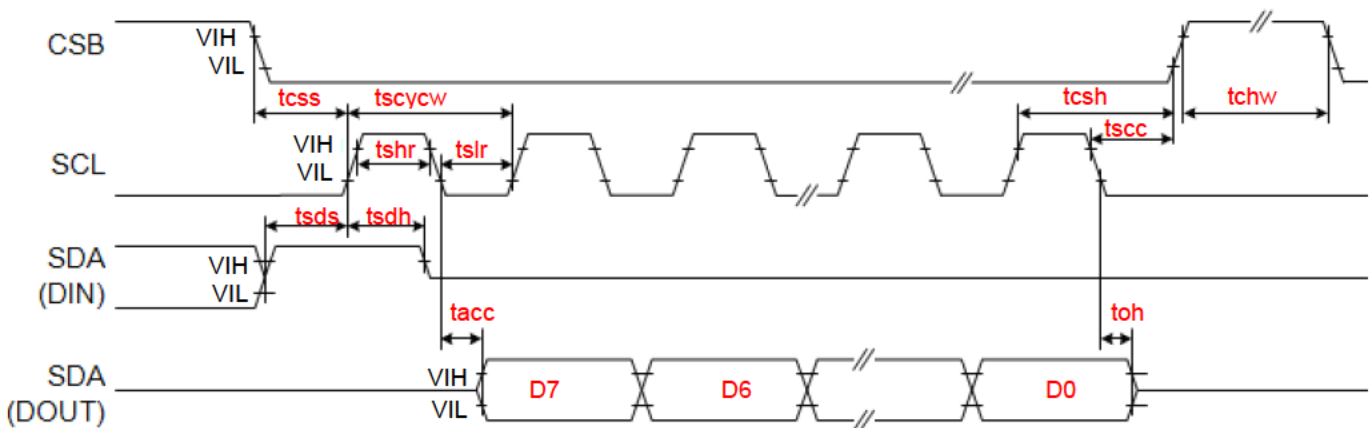 CSB
VIH
VIL
tcss
tscycw
tcsh
tchw
tscc
SCL
VIH
VIL
tshr
tslr
tsds
tsdh
SDA
(DIN)
VIH
VIL
tacc
toh
SDA
(DOUT)
VIH
VIL
D7
D6
D0